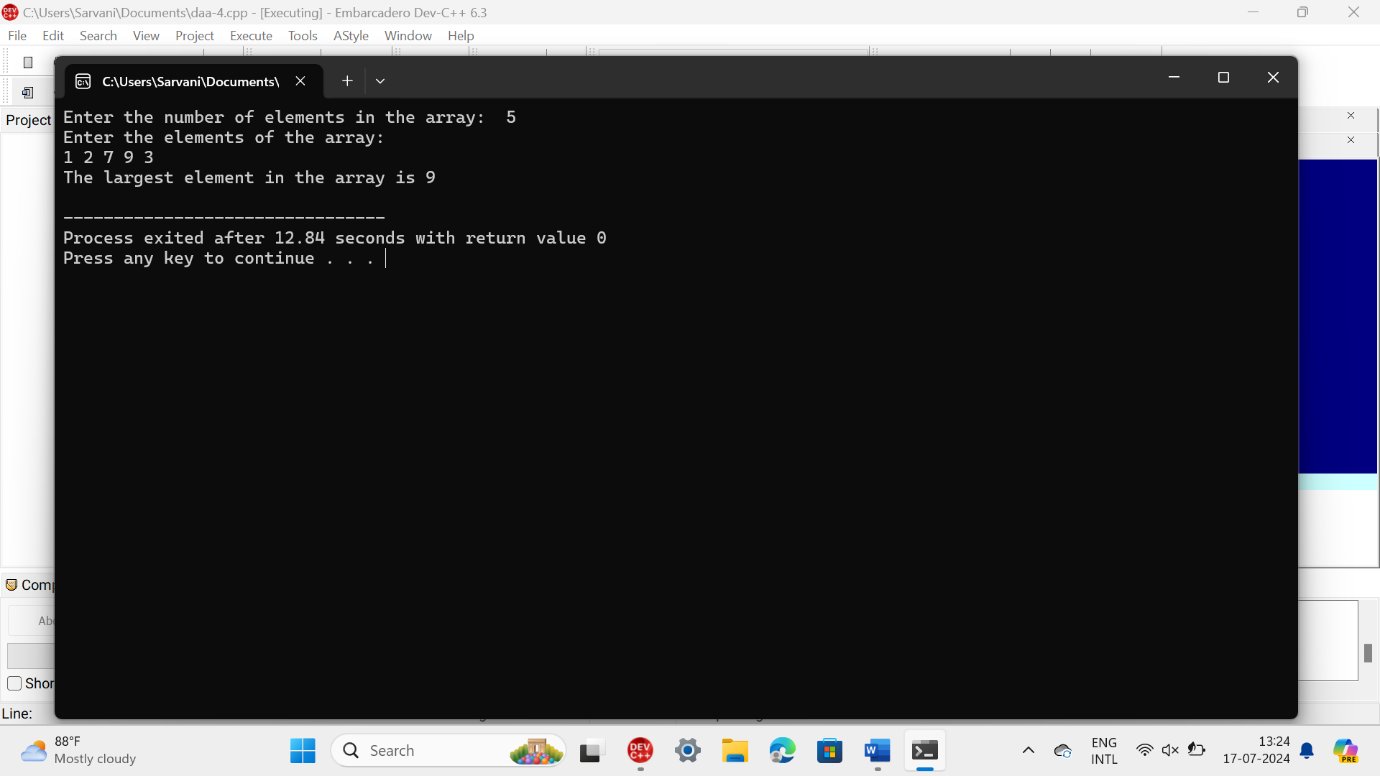 C:\Users\Sarvani\Documents\daa-4.cpp - [Executing] - Embarcadero Dev-C++ 6.3
File Edit Search View Project Execute Tools AStyle Window Help
C:\Users\Sarvani\Documents\
Project
Enter the number of elements in the array:  5
Enter the elements of the array:
1 2 7 9 3
The largest element in the array is 9
--------------------------------
Process exited after 12.84 seconds with return value 0
Press any key to continue . . .
Line:
88°F
Mostly cloudy
Search
DEV C++
ENG
INTL
13:24
17-07-2024
PRE